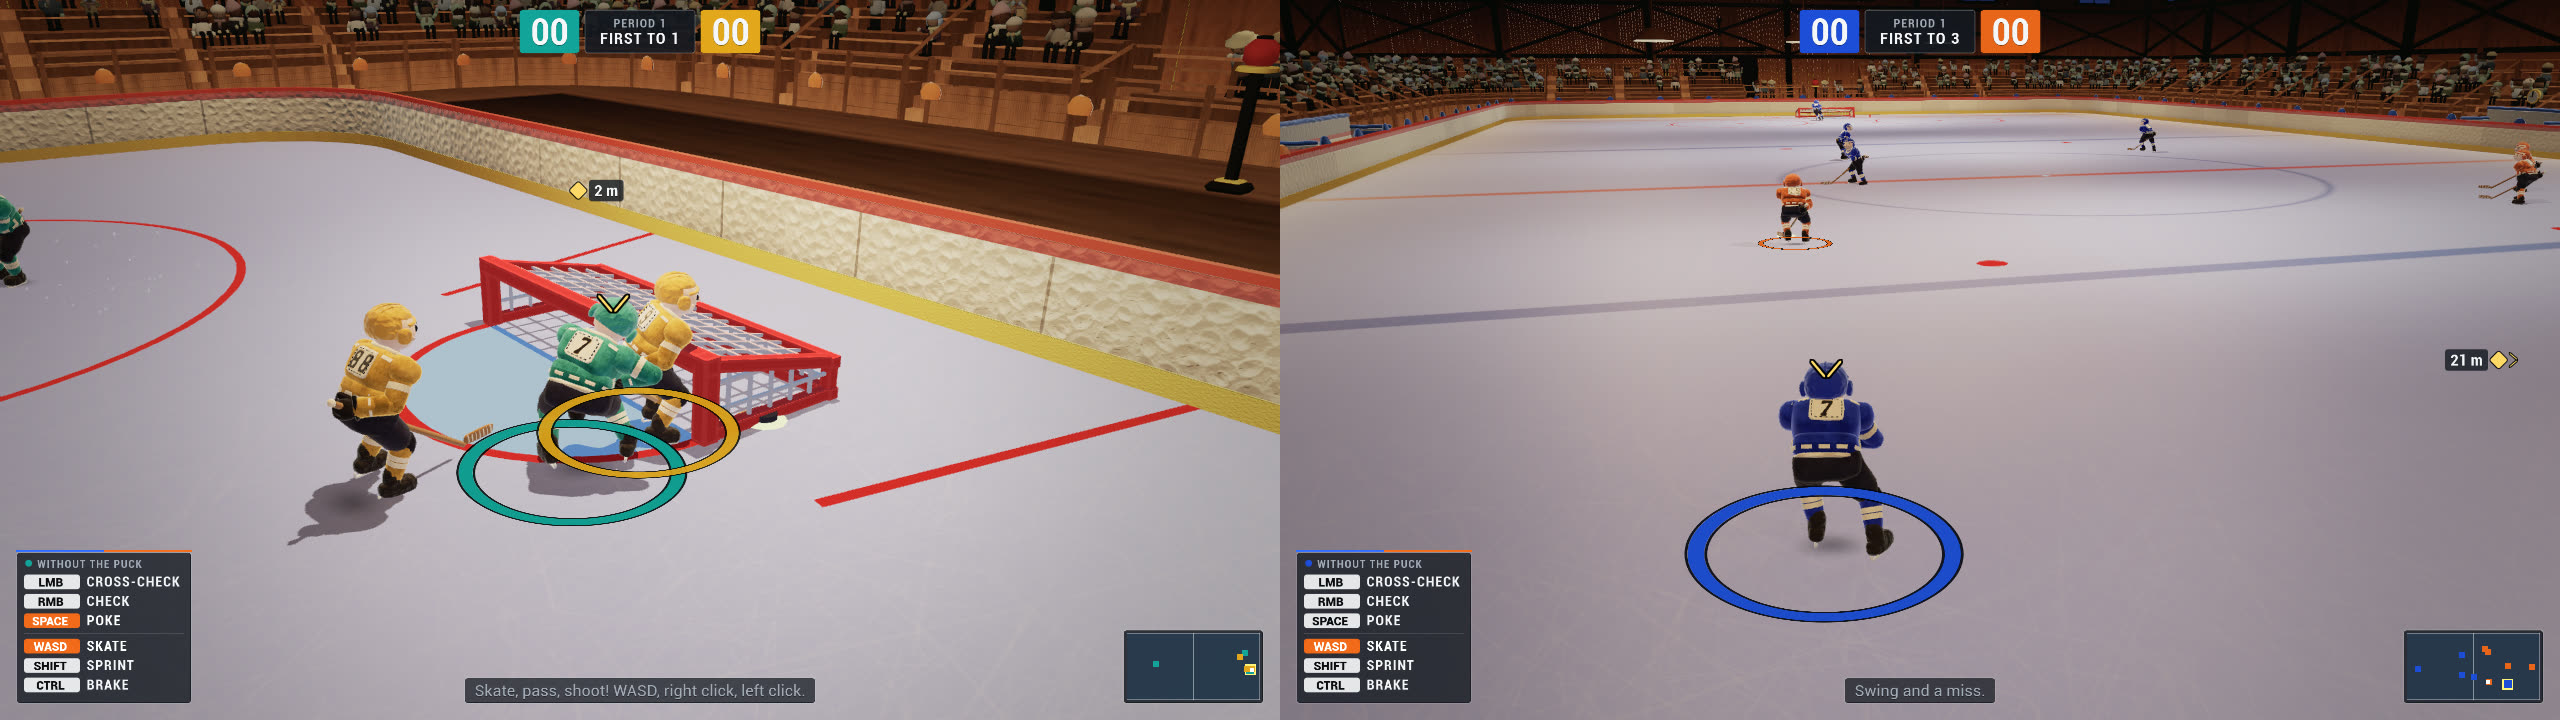 00
PERIOD 1
FIRST TO 1
00
2 m
88
7
WITHOUT THE PUCK
LMB CROSS-CHECK
RMB CHECK
SPACE POKE
WASD SKATE
SHIFT SPRINT
CTRL BRAKE
Skate, pass, shoot! WASD, right click, left click.
00
PERIOD 1
FIRST TO 3
00
21 m
7
WITHOUT THE PUCK
LMB CROSS-CHECK
RMB CHECK
SPACE POKE
WASD SKATE
SHIFT SPRINT
CTRL BRAKE
Swing and a miss.